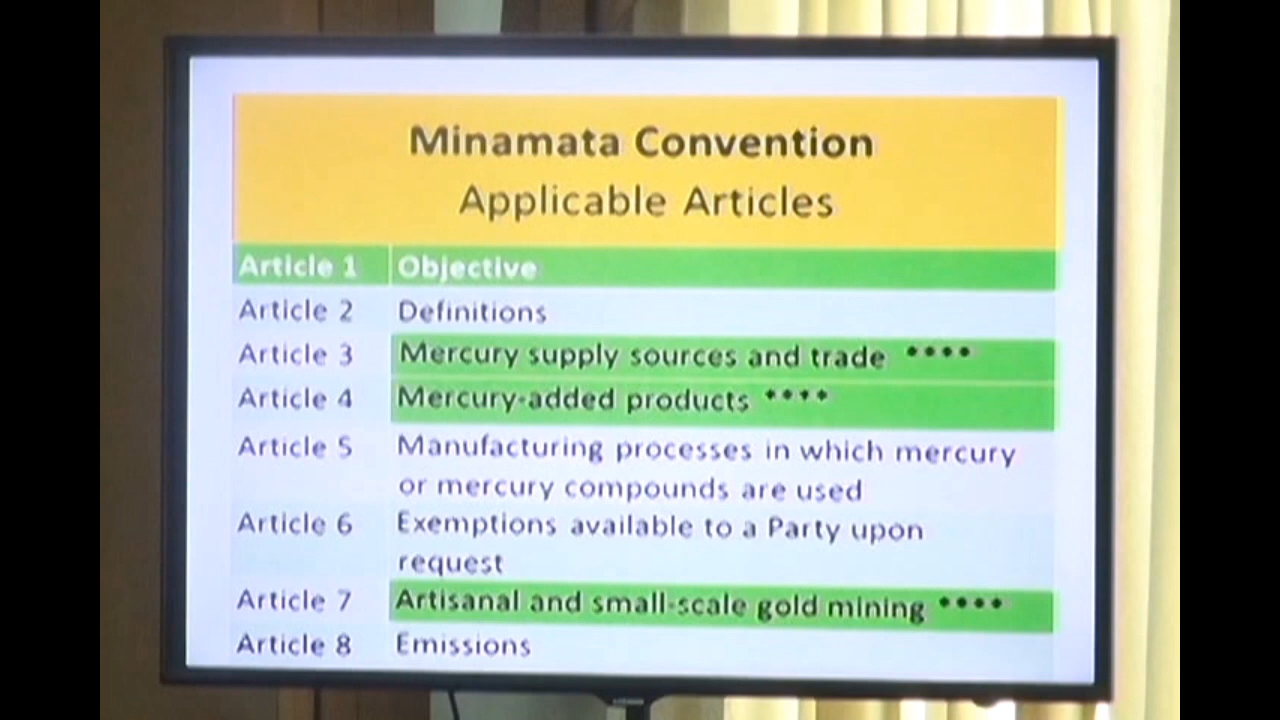 Minamata Convention
Applicable Articles
Article 1 Objective
Article 2 Definitions
Article 3 Mercury supply sources and trade ****
Article 4 Mercury-added products ****
Article 5 Manufacturing processes in which mercury
or mercury compounds are used
Article 6 Exemptions available to a Party upon
request
Article 7 Artisanal and small-scale gold mining ****
Article 8 Emissions